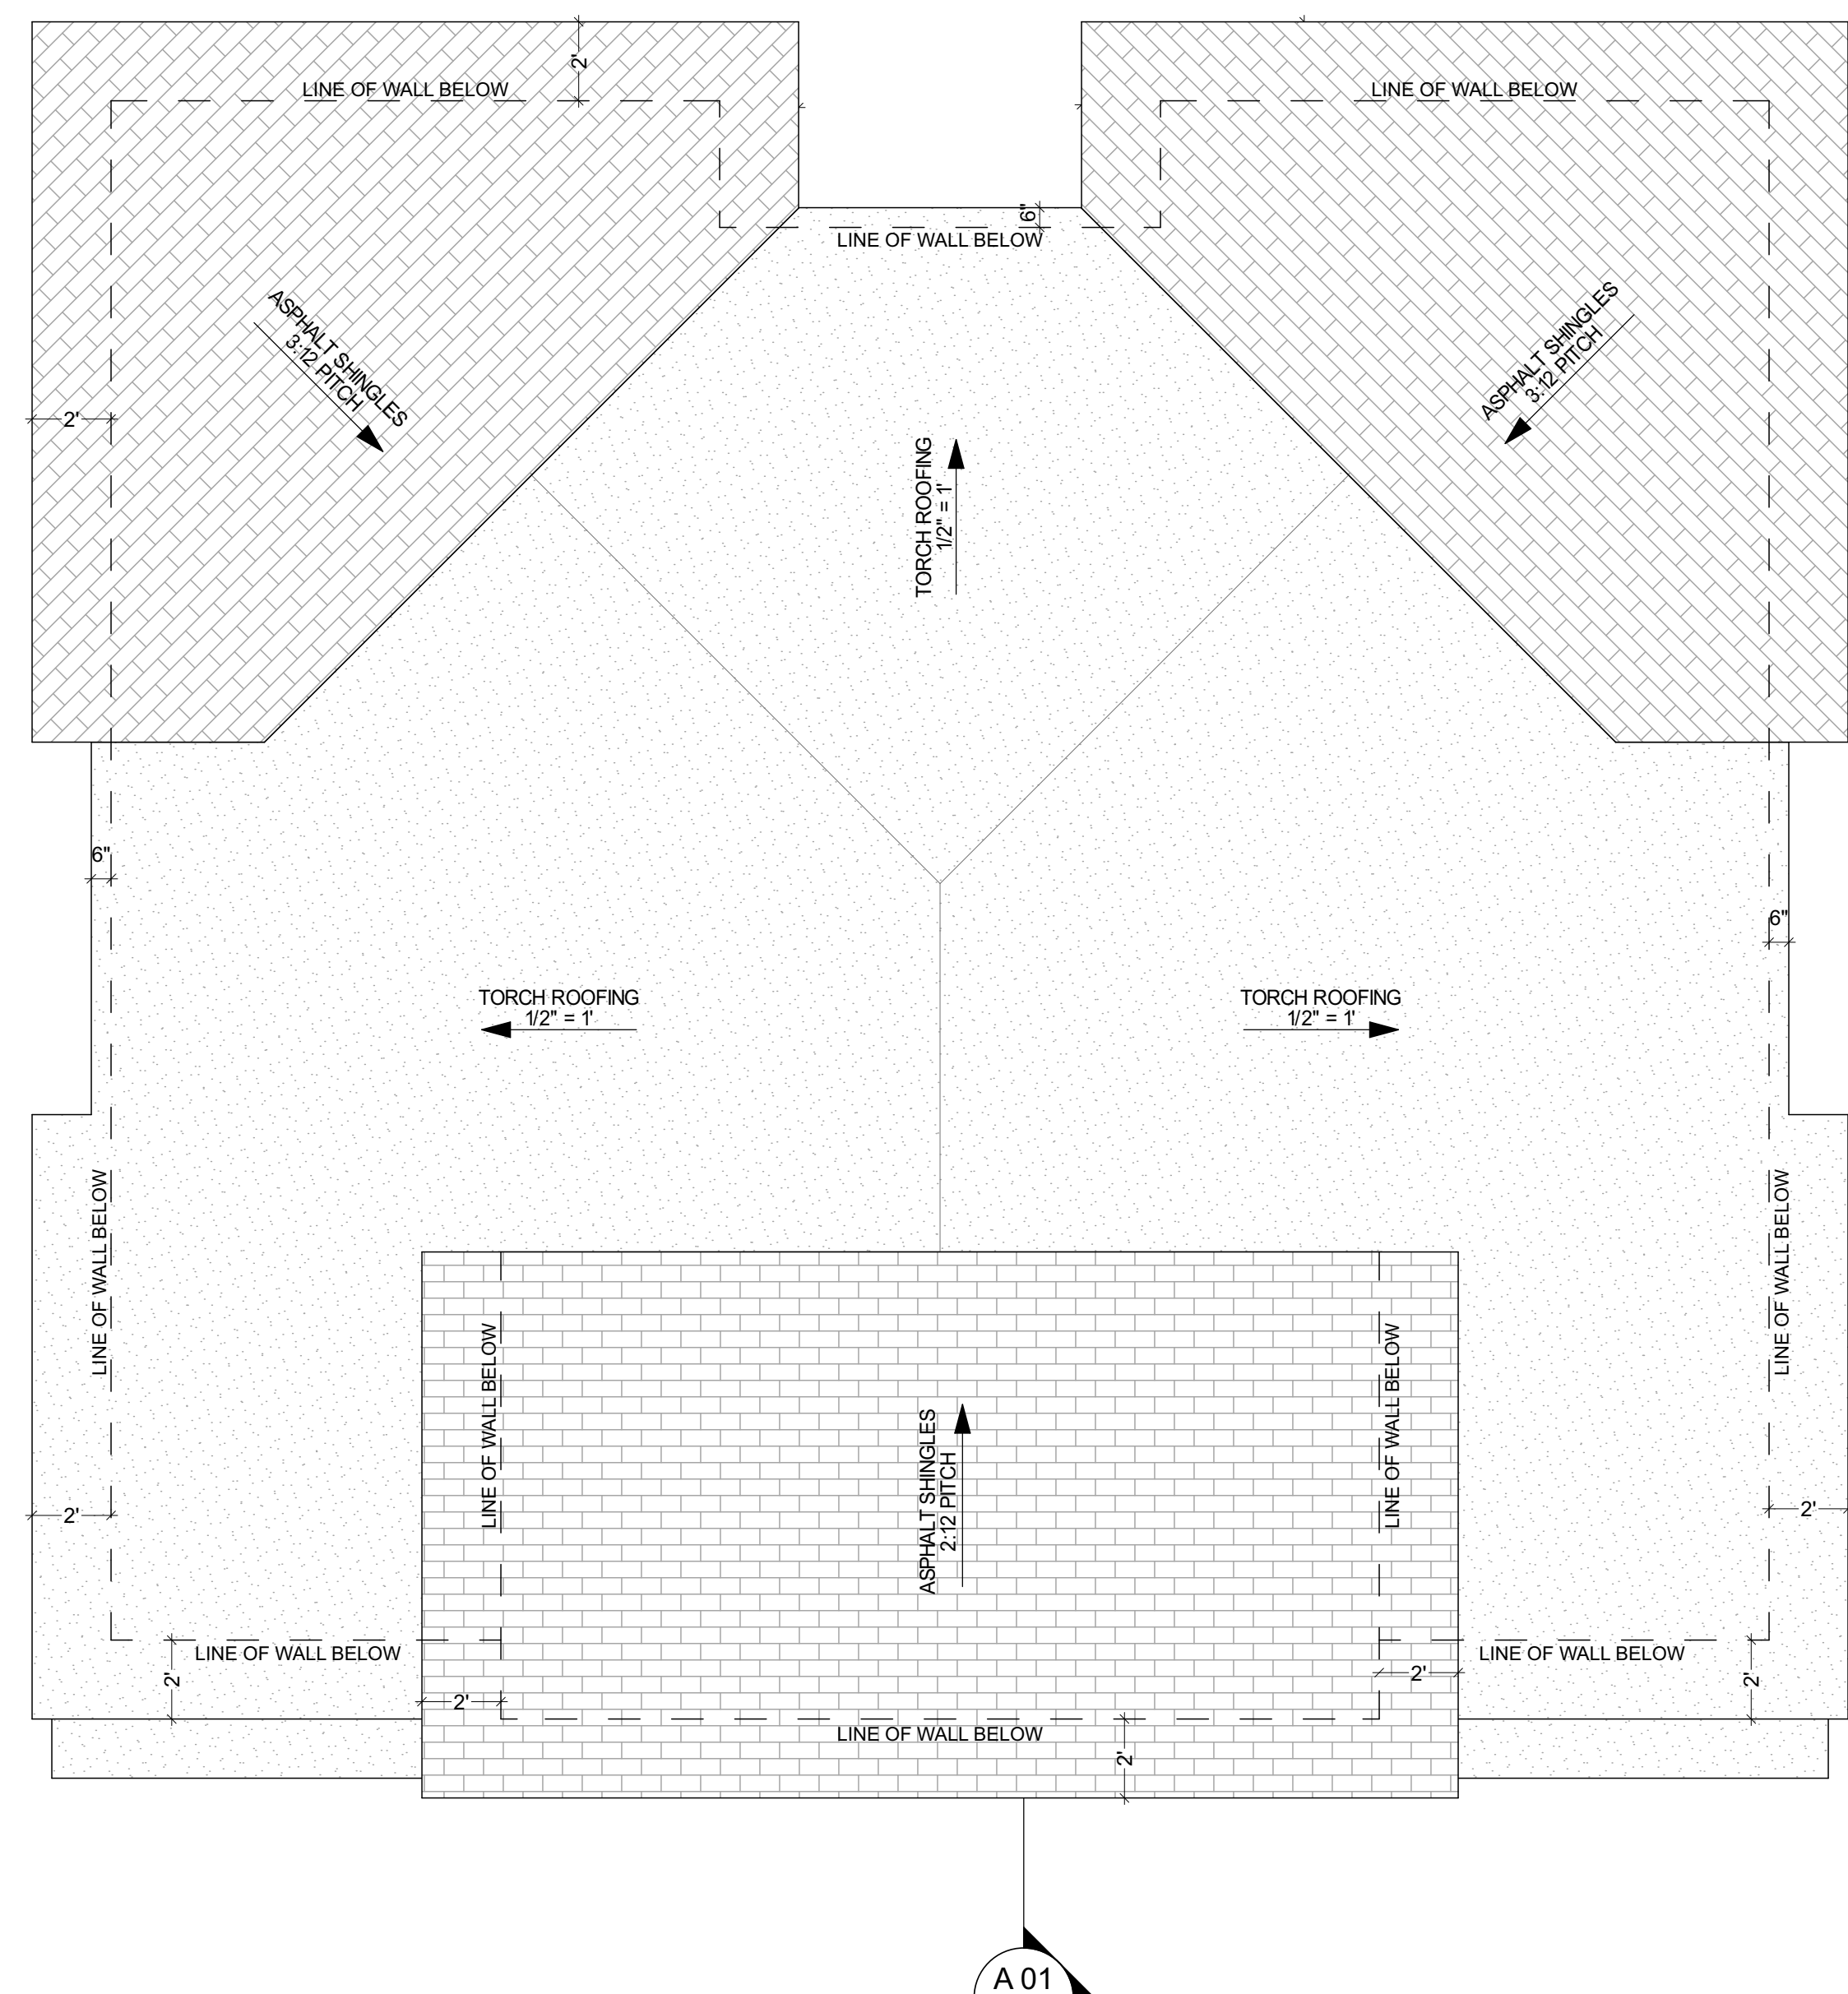 2'
LINE OF WALL BELOW
LINE OF WALL BELOW
6"
LINE OF WALL BELOW
ASPHALT SHINGLES
3:12 PITCH
ASPHALT SHINGLES
3:12 PITCH
2'
TORCH ROOFING
1/2" = 1'
6"
6"
TORCH ROOFING
1/2" = 1'
TORCH ROOFING
1/2" = 1'
LINE OF WALL BELOW
LINE OF WALL BELOW
LINE OF WALL BELOW
LINE OF WALL BELOW
ASPHALT SHINGLES
2:12 PITCH
2'
2'
LINE OF WALL BELOW
LINE OF WALL BELOW
2'
2'
2'
2'
LINE OF WALL BELOW
2'
A 01